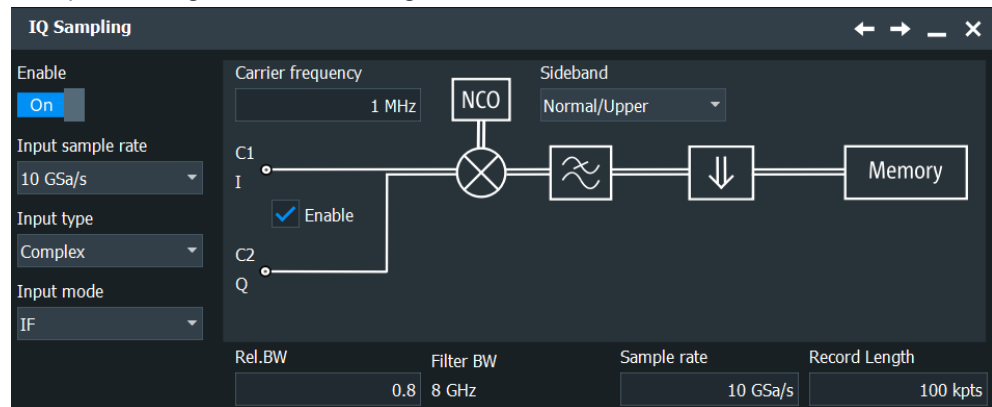 IQ Sampling
Enable
On
Input sample rate
10 GSa/s
Input type
Complex
Input mode
IF
Carrier frequency
1 MHz
NCO
Sideband
Normal/Upper
C1
I
Enable
C2
Q
Memory
Rel.BW
0.8
Filter BW
8 GHz
Sample rate
10 GSa/s
Record Length
100 kpts